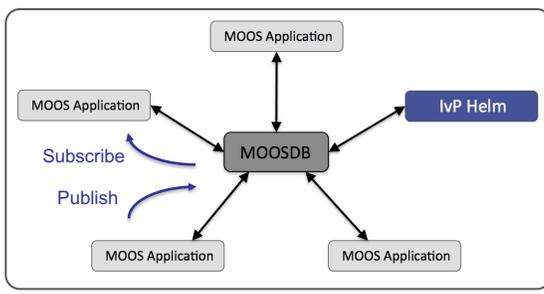 MOOS Application
MOOS Application
IvP Helm
MOOSDB
Subscribe
Publish
MOOS Application
MOOS Application